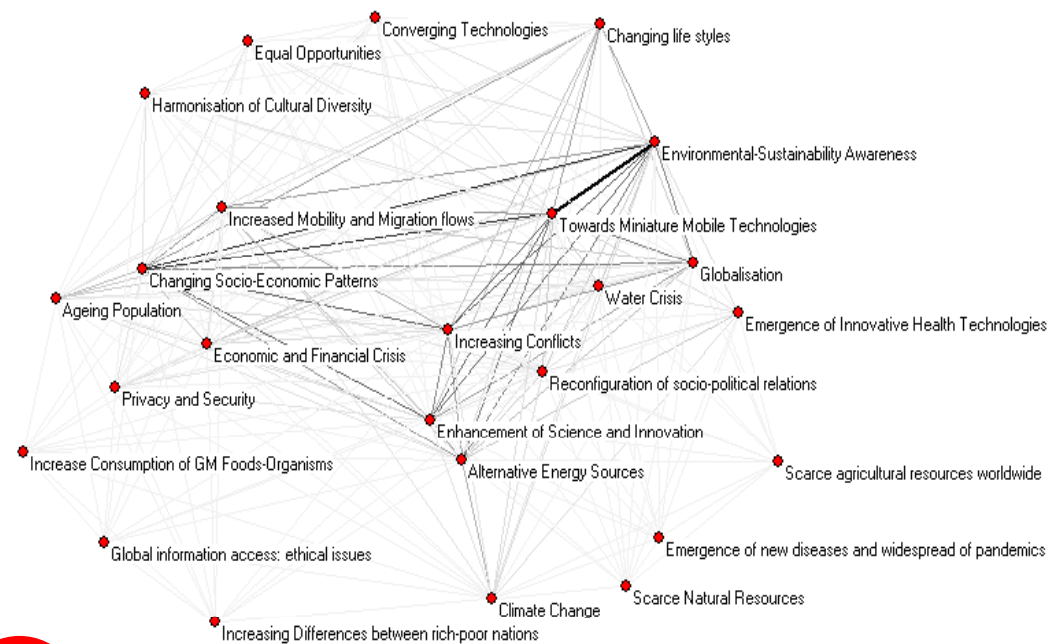 Converging Technologies
Changing life styles
Equal Opportunities
Harmonisation of Cultural Diversity
Environmental-Sustainability Awareness
Increased Mobility and Migration flows
Towards Miniature Mobile Technologies
Changing Socio-Economic Patterns
Globalisation
Ageing Population
Water Crisis
Emergence of Innovative Health Technologies
Increasing Conflicts
Economic and Financial Crisis
Reconfiguration of socio-political relations
Privacy and Security
Enhancement of Science and Innovation
Increase Consumption of GM Foods-Organisms
Alternative Energy Sources
Scarce agricultural resources worldwide
Global information access: ethical issues
Emergence of new diseases and widespread of pandemics
Scarce Natural Resources
Climate Change
Increasing Differences between rich-poor nations